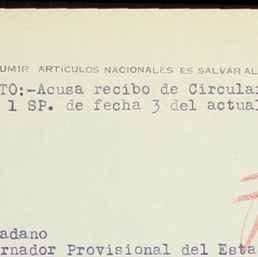 UMIR ARTICULOS NACIONALES ES SALVAR AL
TO:-Acusa recibo de Circular
1 SP. de fecha 3 del actual
adano
ernador Provisional del Esta